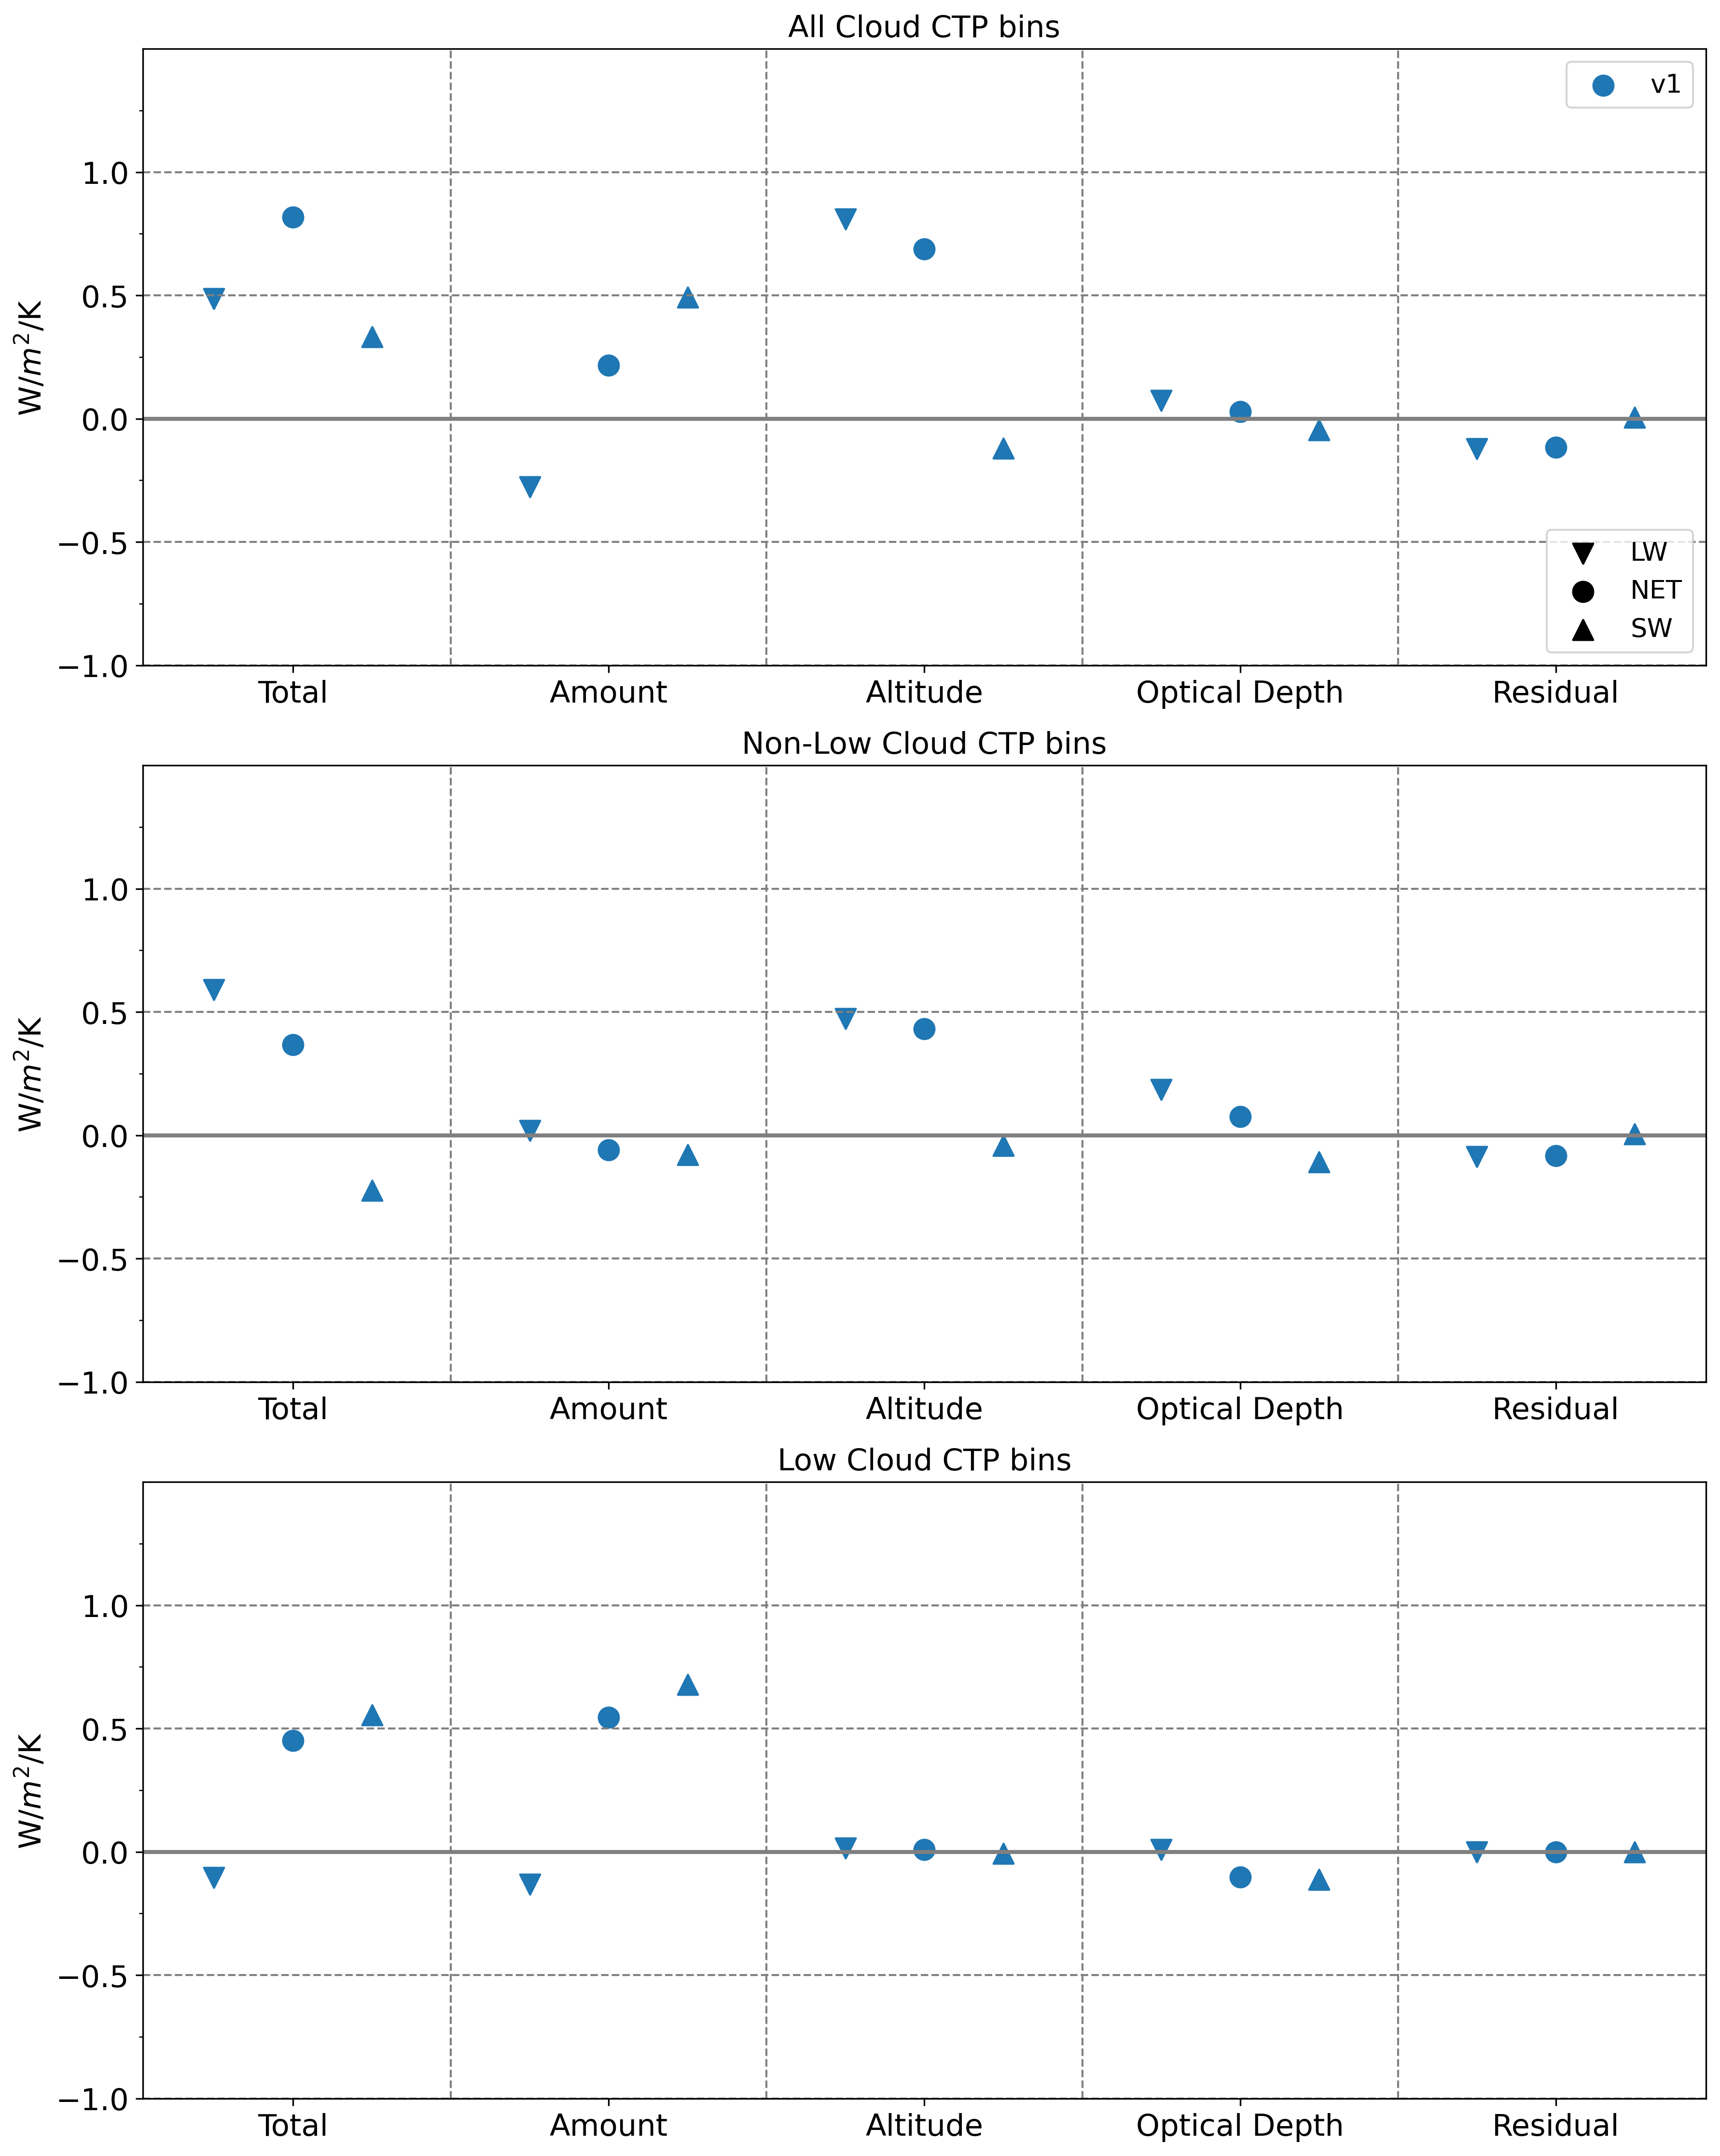 All Cloud CTP bins
v1
1.0
0.5
0.0
−0.5
−1.0
W/m²/K
LW
NET
SW
Total Amount Altitude Optical Depth Residual
Non-Low Cloud CTP bins
1.0
0.5
0.0
−0.5
−1.0
W/m²/K
Total Amount Altitude Optical Depth Residual
Low Cloud CTP bins
1.0
0.5
0.0
−0.5
−1.0
W/m²/K
Total Amount Altitude Optical Depth Residual